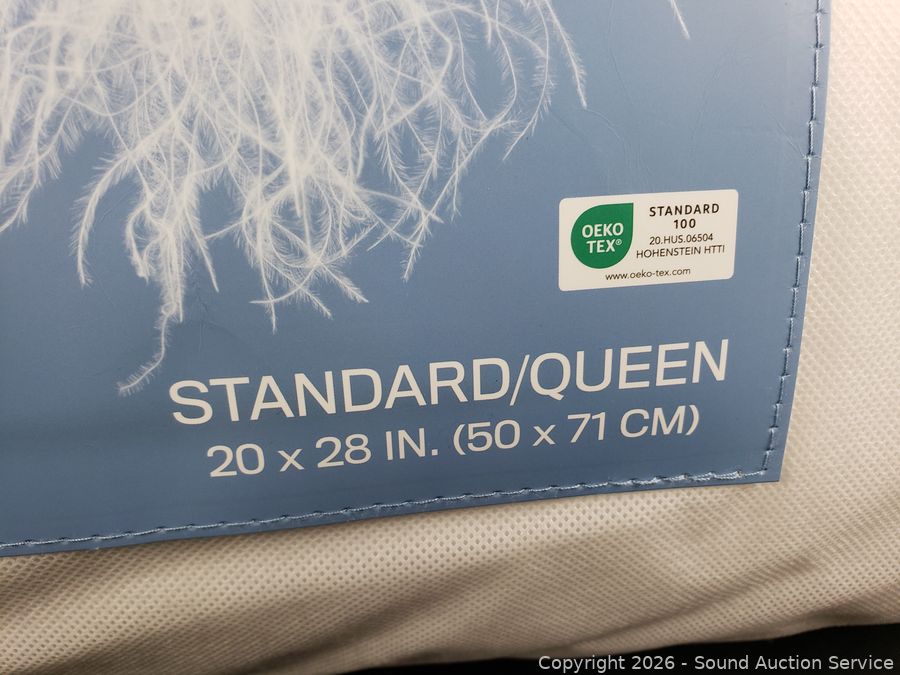 OEKO
TEX®
STANDARD
100
20.HUS.06504
HOHENSTEIN HTTI
www.oeko-tex.com
STANDARD/QUEEN
20 x 28 IN. (50 x 71 CM)
Copyright 2026 - Sound Auction Service